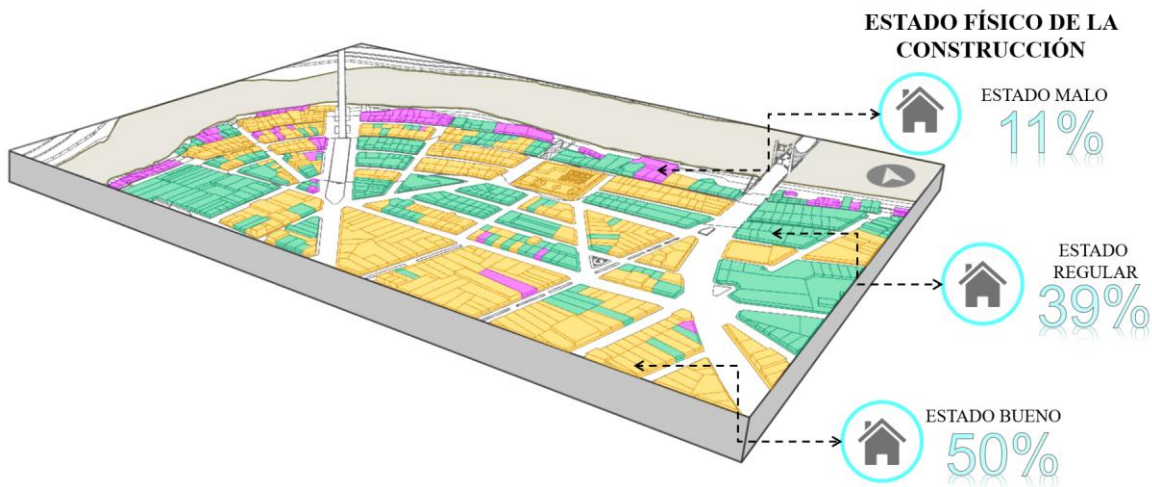 ESTADO FÍSICO DE LA
CONSTRUCCIÓN
ESTADO MALO
11%
ESTADO
REGULAR
39%
ESTADO BUENO
50%